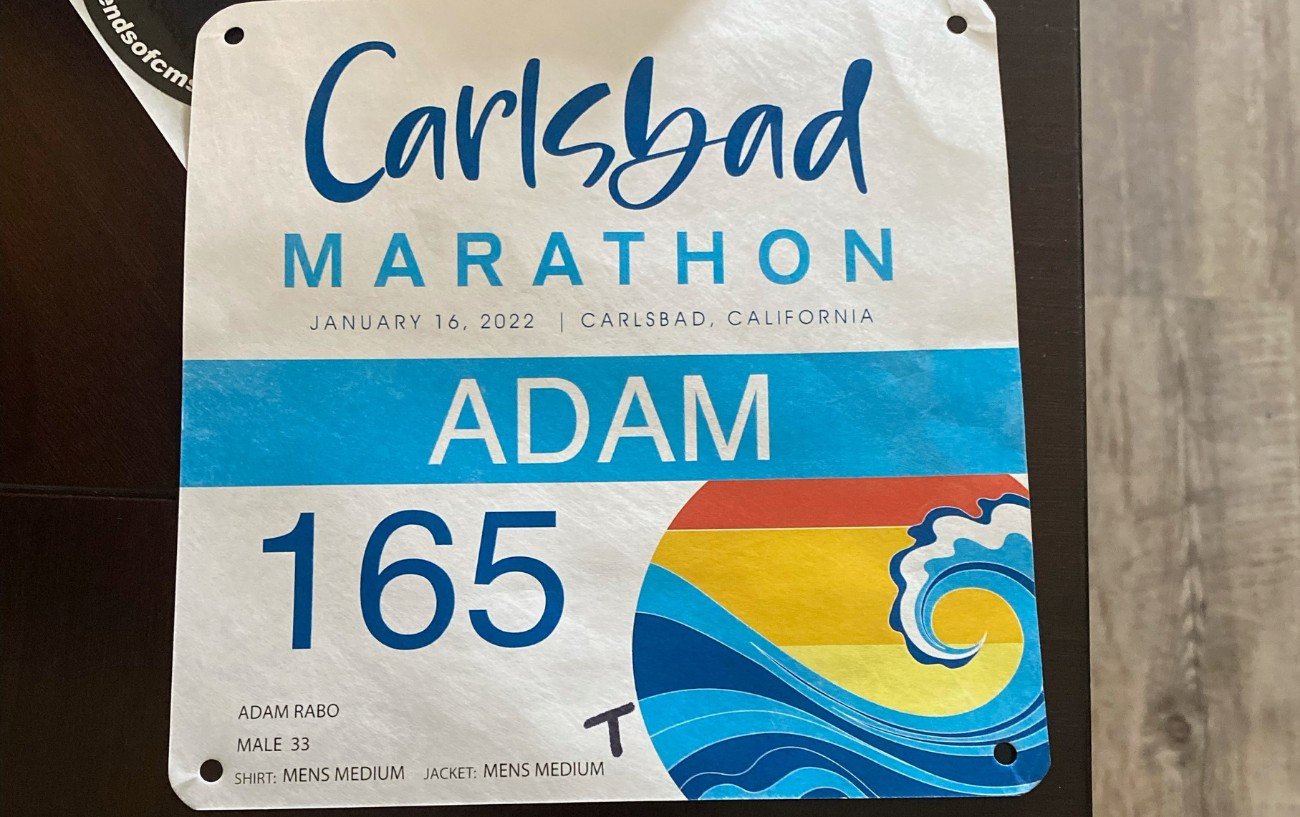 endsofcms
Carlsbad
MARATHON
JANUARY 16, 2022 | CARLSBAD, CALIFORNIA
ADAM
165
ADAM RABO
MALE 33
T
SHIRT: MENS MEDIUM JACKET: MENS MEDIUM